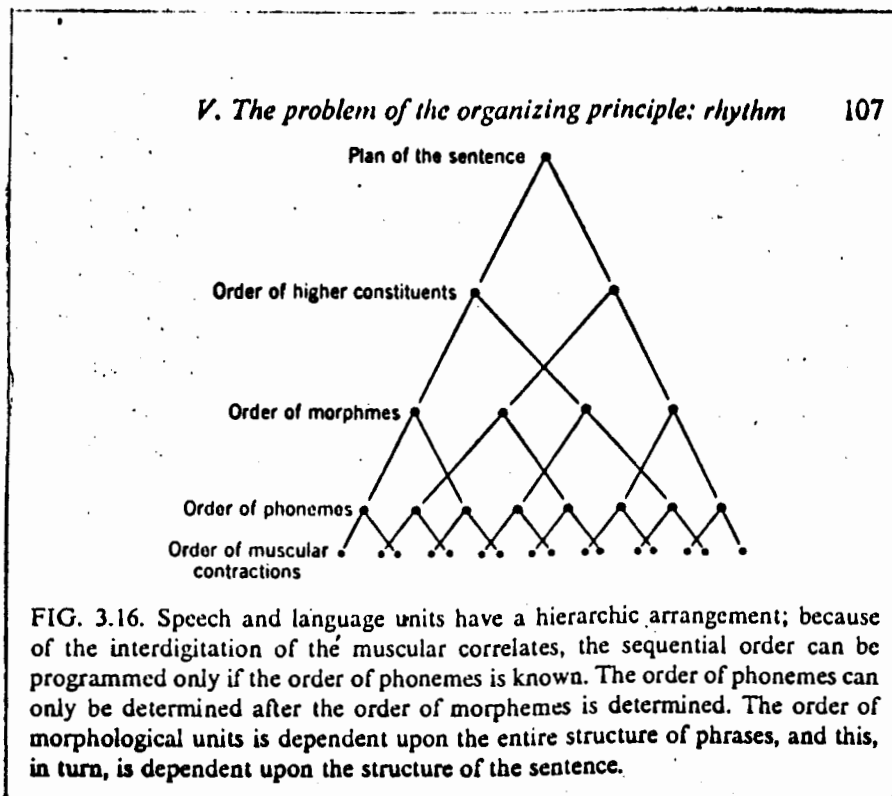 V. The problem of the organizing principle: rhythm 107
Plan of the sentence
Order of higher constituents
Order of morphmes
Order of phonemes
Order of muscular
contractions
FIG. 3.16. Speech and language units have a hierarchic arrangement; because
of the interdigitation of the muscular correlates, the sequential order can be
programmed only if the order of phonemes is known. The order of phonemes can
only be determined after the order of morphemes is determined. The order of
morphological units is dependent upon the entire structure of phrases, and this,
in turn, is dependent upon the structure of the sentence.